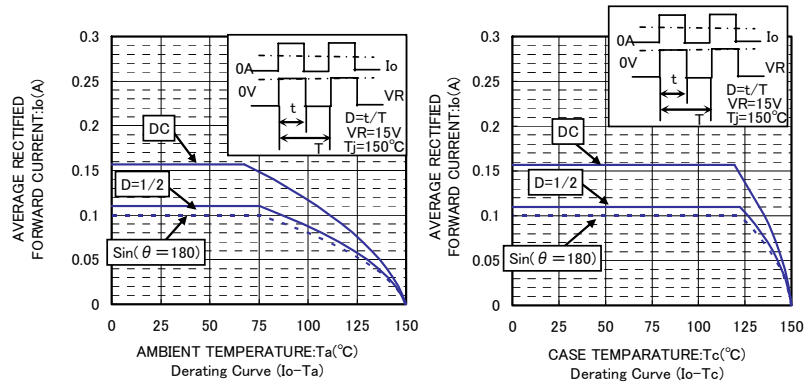 AVERAGE RECTIFIED
FORWARD CURRENT:Io(A)
0.3
0.25
0.2
0.15
0.1
0.05
0
0A
Io
0V
VR
t
T
D=t/T
VR=15V
Tj=150°C
DC
D=1/2
Sin(θ=180)
0 25 50 75 100 125 150
AMBIENT TEMPERATURE:Ta(°C)
Derating Curve (Io-Ta)
AVERAGE RECTIFIED
FORWARD CURRENT:Io(A)
0.3
0.25
0.2
0.15
0.1
0.05
0
0A
Io
0V
VR
t
T
D=t/T
VR=15V
Tj=150°C
DC
D=1/2
Sin(θ=180)
0 25 50 75 100 125 150
CASE TEMPARATURE:Tc(°C)
Derating Curve (Io-Tc)